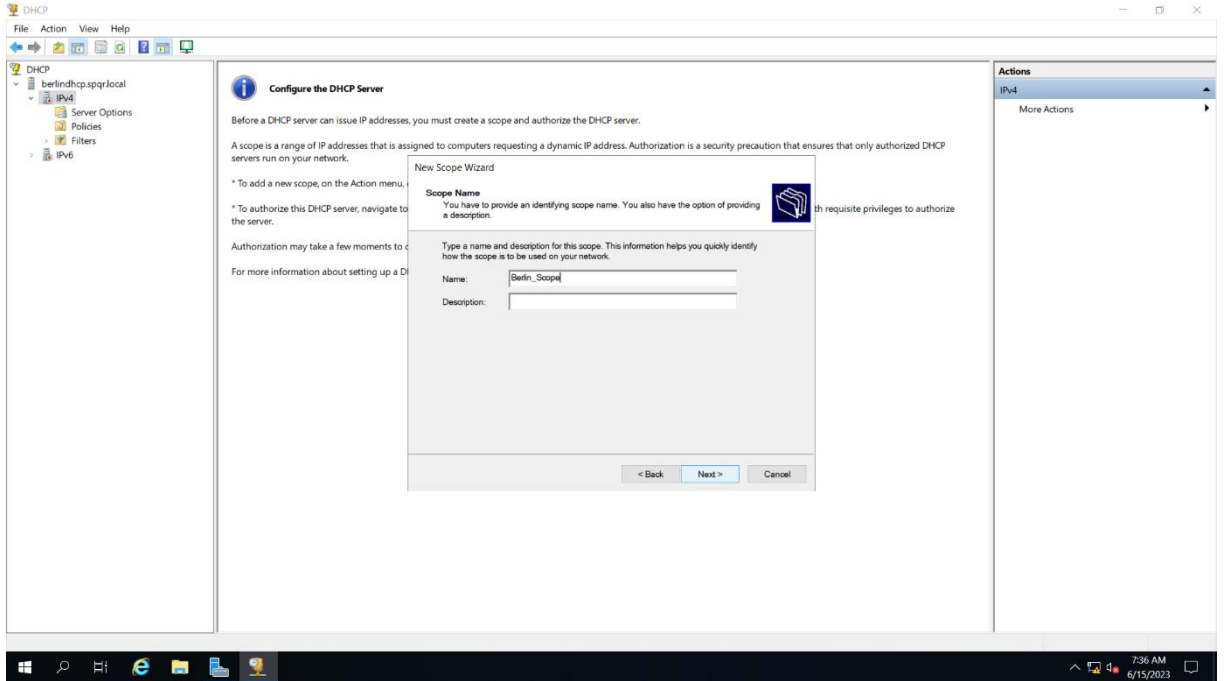 DHCP
File Action View Help
DHCP
berlindhcp.spqr.local
IPv4
Server Options
Policies
Filters
IPv6
Configure the DHCP Server
Before a DHCP server can issue IP addresses, you must create a scope and authorize the DHCP server.
A scope is a range of IP addresses that is assigned to computers requesting a dynamic IP address. Authorization is a security precaution that ensures that only authorized DHCP
servers run on your network.
* To add a new scope, on the Action menu,
* To authorize this DHCP server, navigate to
th requisite privileges to authorize
the server.
Authorization may take a few moments to
For more information about setting up a
New Scope Wizard
Scope Name
You have to provide an identifying scope name. You also have the option of providing
a description.
Type a name and description for this scope. This information helps you quickly identify
how the scope is to be used on your network.
Name: Berlin_Scope
Description:
< Back Next > Cancel
Actions
IPv4
More Actions
7:36 AM
6/15/2023